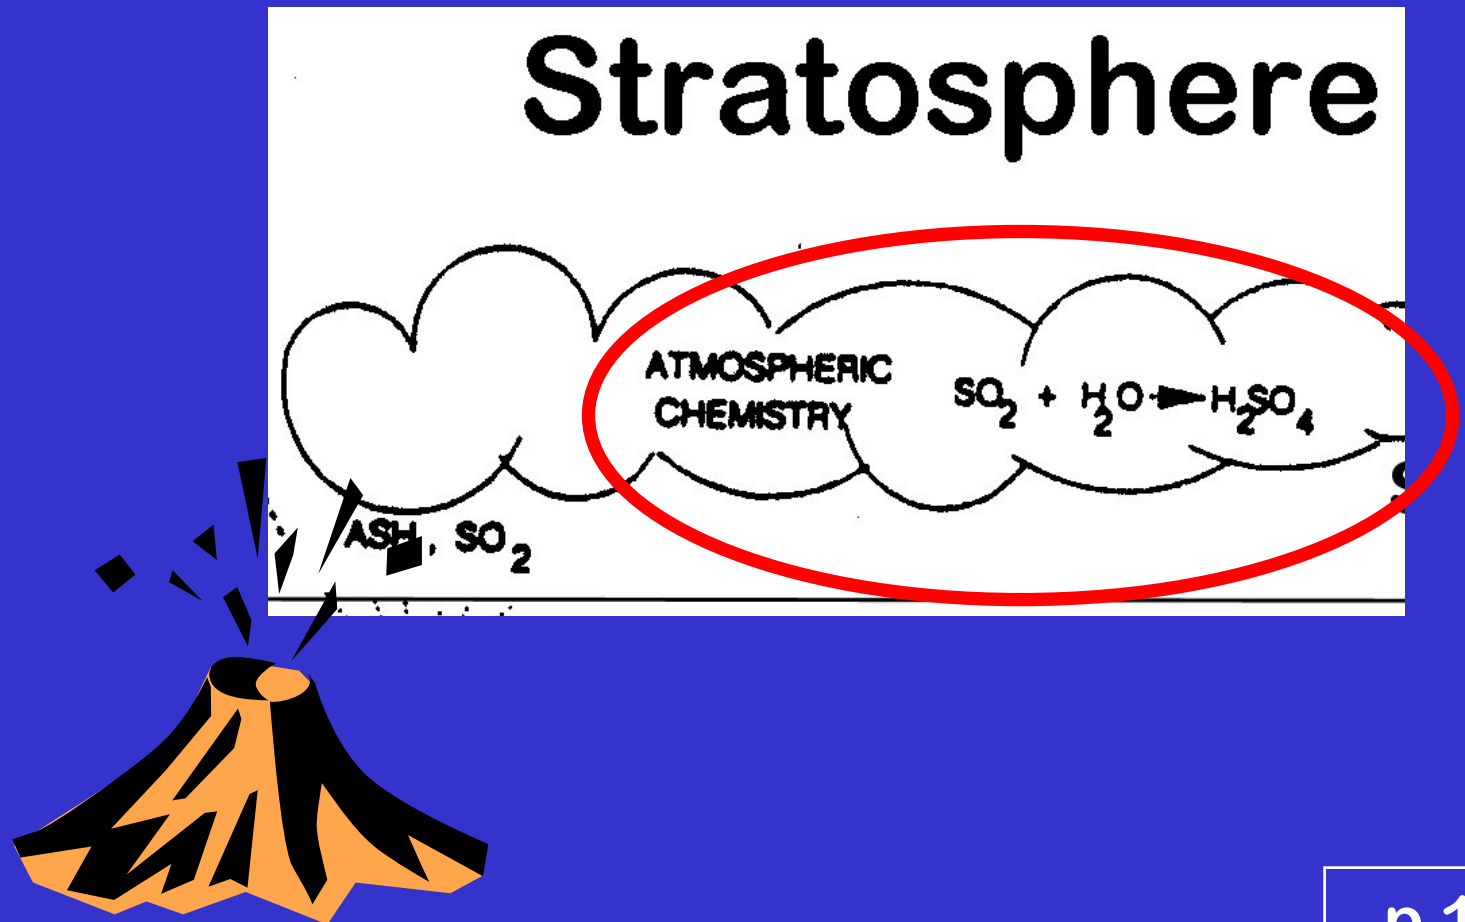 Stratosphere
ATMOSPHERIC
CHEMISTRY
SO2 + H2O → H2SO4
ASH, SO2